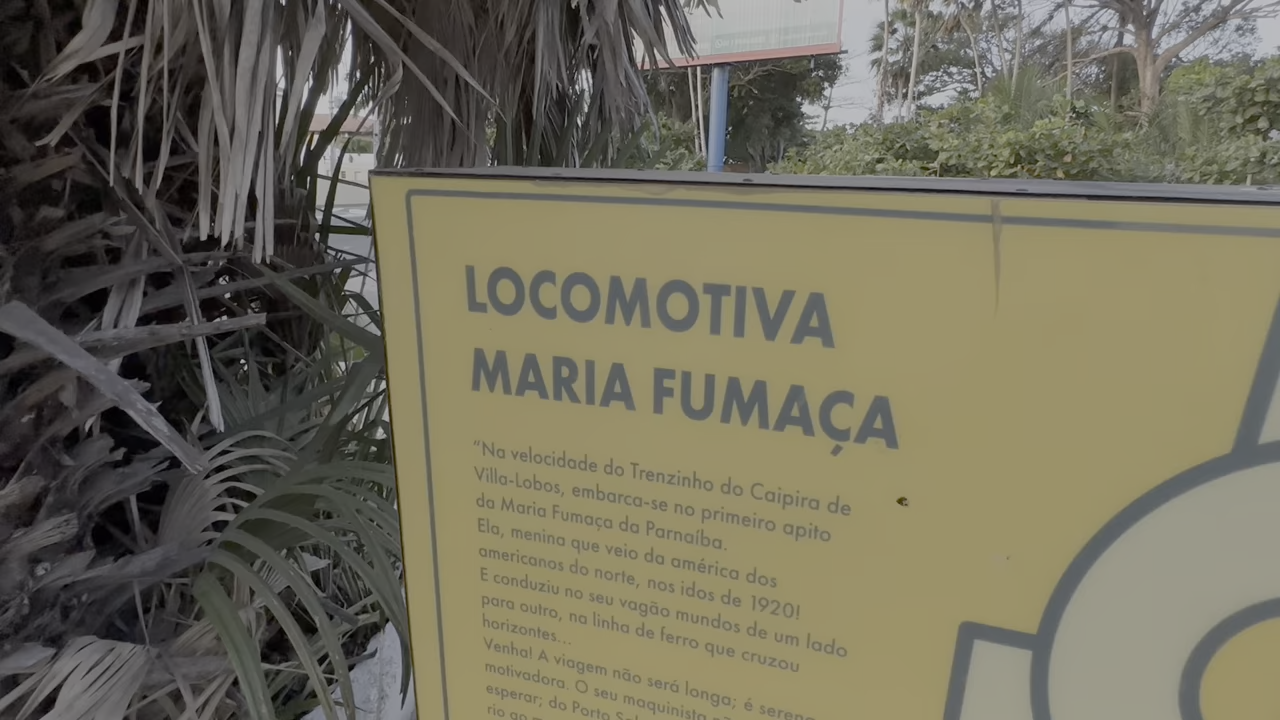 LOCOMOTIVA
MARIA FUMAÇA
“Na velocidade do Trenzinho do Caipira de
Villa-Lobos, embarca-se no primeiro apito
da Maria Fumaça da Parnaíba.
Ela, menina que veio da américa dos
americanos do norte, nos idos de 1920!
E conduziu no seu vagão mundos de um lado
para outro, na linha de ferro que cruzou
horizontes...
Venha! A viagem não será longa; é serena
motivadora. O seu maquinista
esperar; do Porto
rio